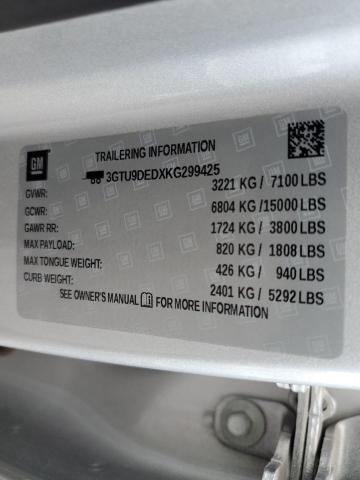 GM
TRAILERING INFORMATION
3GTU9DEDXKG299425
GVWR: 3221 KG / 7100 LBS
GCWR: 6804 KG /15000 LBS
GAWR RR: 1724 KG / 3800 LBS
MAX PAYLOAD: 820 KG / 1808 LBS
MAX TONGUE WEIGHT: 426 KG / 940 LBS
CURB WEIGHT: 2401 KG / 5292 LBS
SEE OWNER'S MANUAL FOR MORE INFORMATION